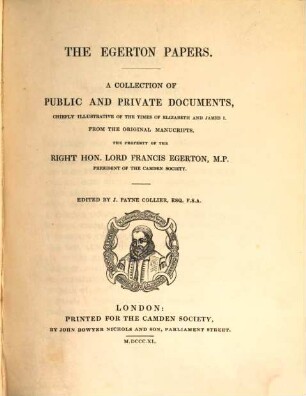 THE EGERTON PAPERS.
A COLLECTION OF
PUBLIC AND PRIVATE DOCUMENTS,
CHIEFLY ILLUSTRATIVE OF THE TIMES OF ELIZABETH AND JAMES I.
FROM THE ORIGINAL MANUCRIPTS,
THE PROPERTY OF THE
RIGHT HON. LORD FRANCIS EGERTON, M.P.
PRESIDENT OF THE CAMDEN SOCIETY.
EDITED BY J. PAYNE COLLIER, ESQ. F.S.A.
LONDON:
PRINTED FOR THE CAMDEN SOCIETY,
BY JOHN BOWYER NICHOLS AND SON, PARLIAMENT STREET.
M.DCCC.XL.